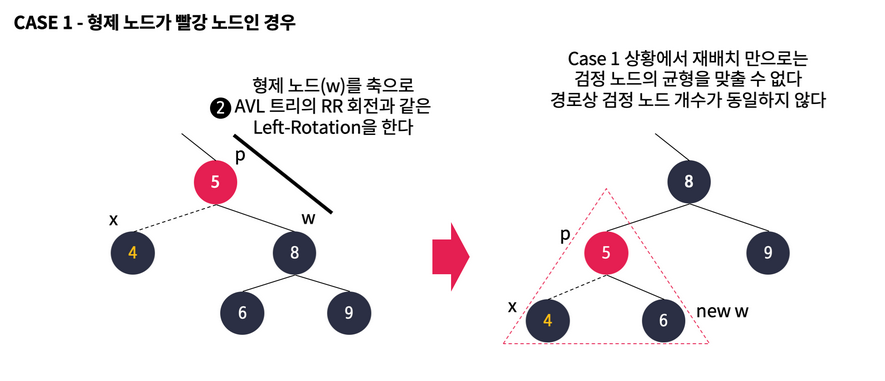 CASE 1 - 형제 노드가 빨강 노드인 경우
형제 노드(w)를 축으로
2 AVL 트리의 RR 회전과 같은
Left-Rotation을 한다
p
5
x
w
4
8
6
9
Case 1 상황에서 재배치 만으로는
검정 노드의 균형을 맞출 수 없다
경로상 검정 노드 개수가 동일하지 않다
8
p
5
9
x
4
6
new w